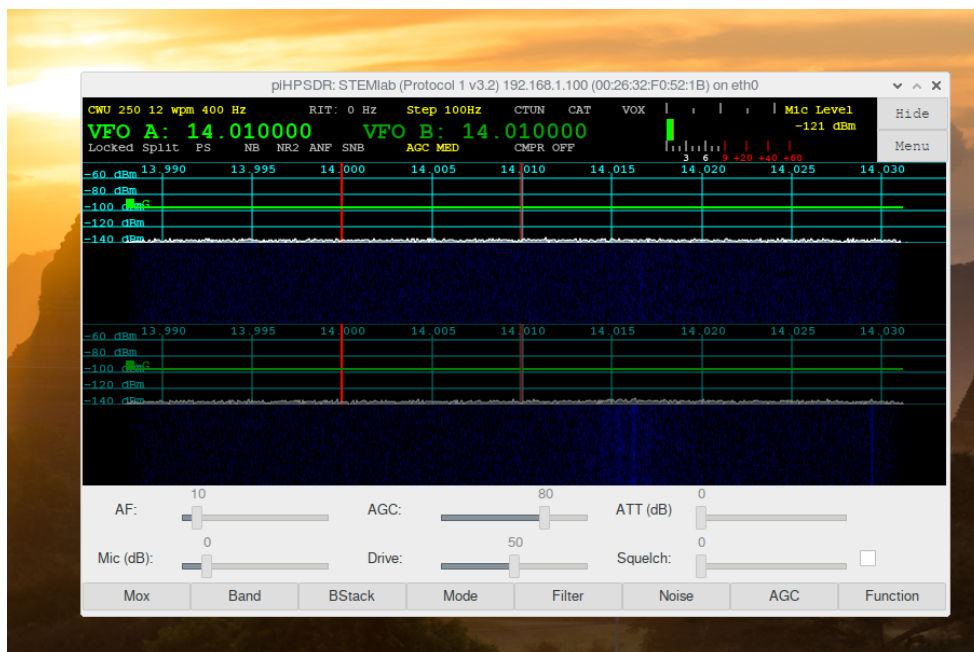 piHPSDR: STEMlab (Protocol 1 v3.2) 192.168.1.100 (00:26:32:F0:52:1B) on eth0
CWU 250 12 wpm 400 Hz RIT: 0 Hz Step 100Hz CTUN CAT VOX Mic Level Hide
VFO A: 14.010000 VFO B: 14.010000 -121 dBm
Locked Split PS NB NR2 ANF SNB AGC MED CMPR OFF Menu
3 6 9 +20 +40 +60
13.990 13.995 14.000 14.005 14.010 14.015 14.020 14.025 14.030
-60 dBm
-80 dBm
-100 dBm
-120 dBm
-140 dBm
13.990 13.995 14.000 14.005 14.010 14.015 14.020 14.025 14.030
-60 dBm
-80 dBm
-100 dBm
-120 dBm
-140 dBm
10 80 0
AF: AGC: ATT (dB)
0 50 0
Mic (dB): Drive: Squelch:
Mox Band BStack Mode Filter Noise AGC Function